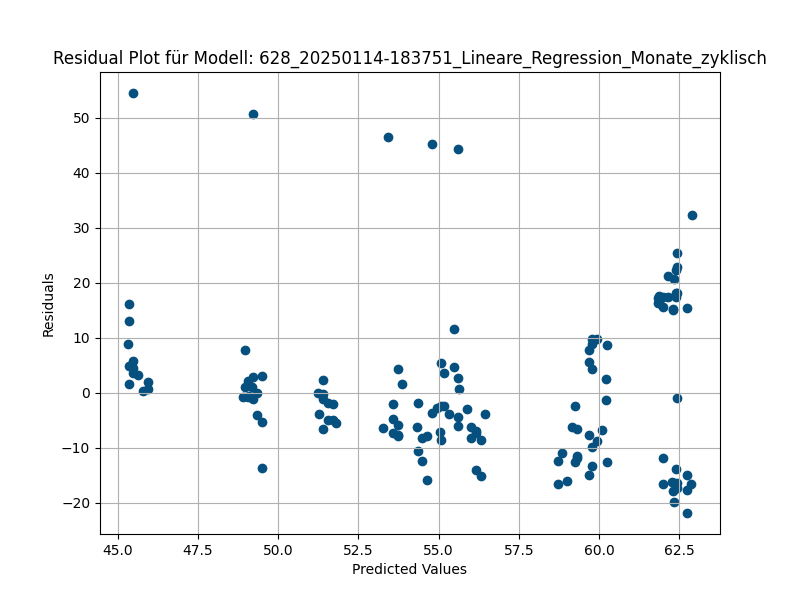 Residual Plot für Modell: 628_20250114-183751_Lineare_Regression_Monate_zyklisch
50
40
30
20
10
0
−10
−20
Residuals
45.0 47.5 50.0 52.5 55.0 57.5 60.0 62.5
Predicted Values